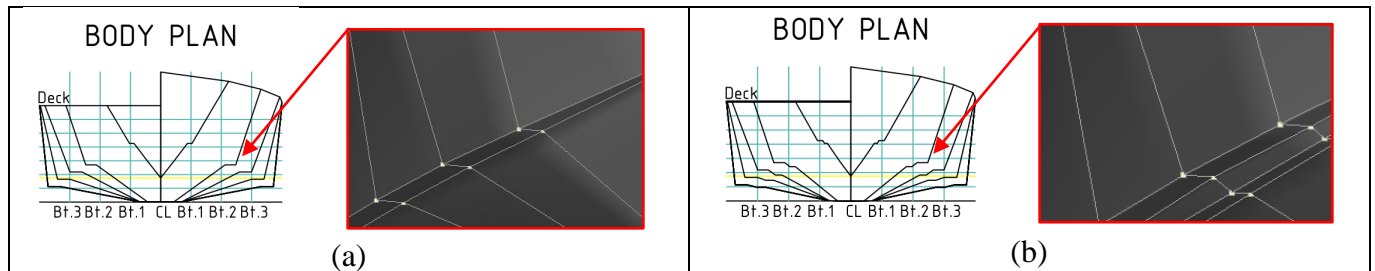 BODY PLAN
Deck
Bt.3 Bt.2 Bt.1 CL Bt.1 Bt.2 Bt.3
(a)
BODY PLAN
Deck
Bt.3 Bt.2 Bt.1 CL Bt.1 Bt.2 Bt.3
(b)